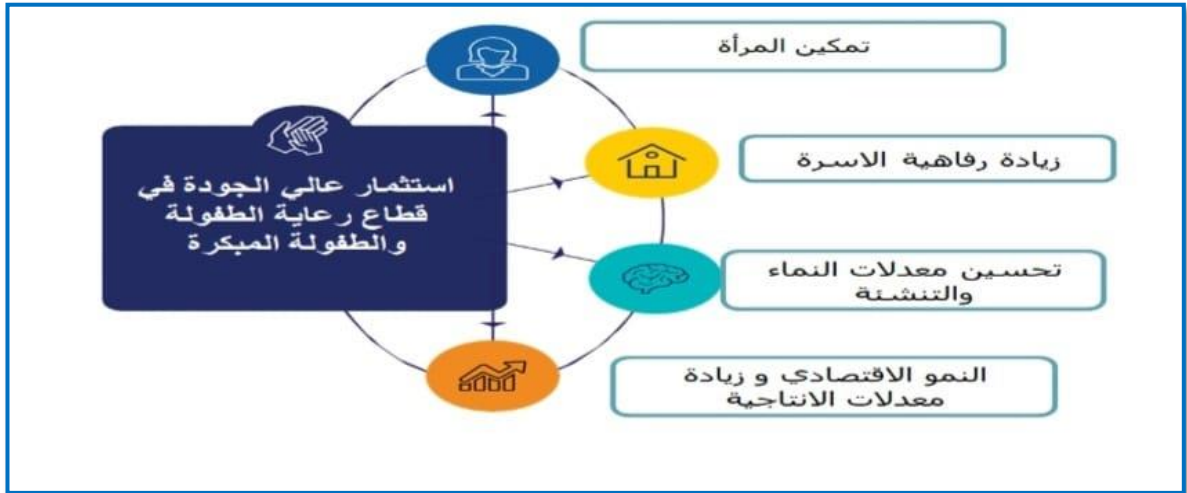 تمكين المرأة
زيادة رفاهية الاسرة
استثمار عالي الجودة في
قطاع رعاية الطفولة
والطفولة المبكرة
تحسين معدلات النماء
والتنشئة
النمو الاقتصادي و زيادة
معدلات الانتاجية